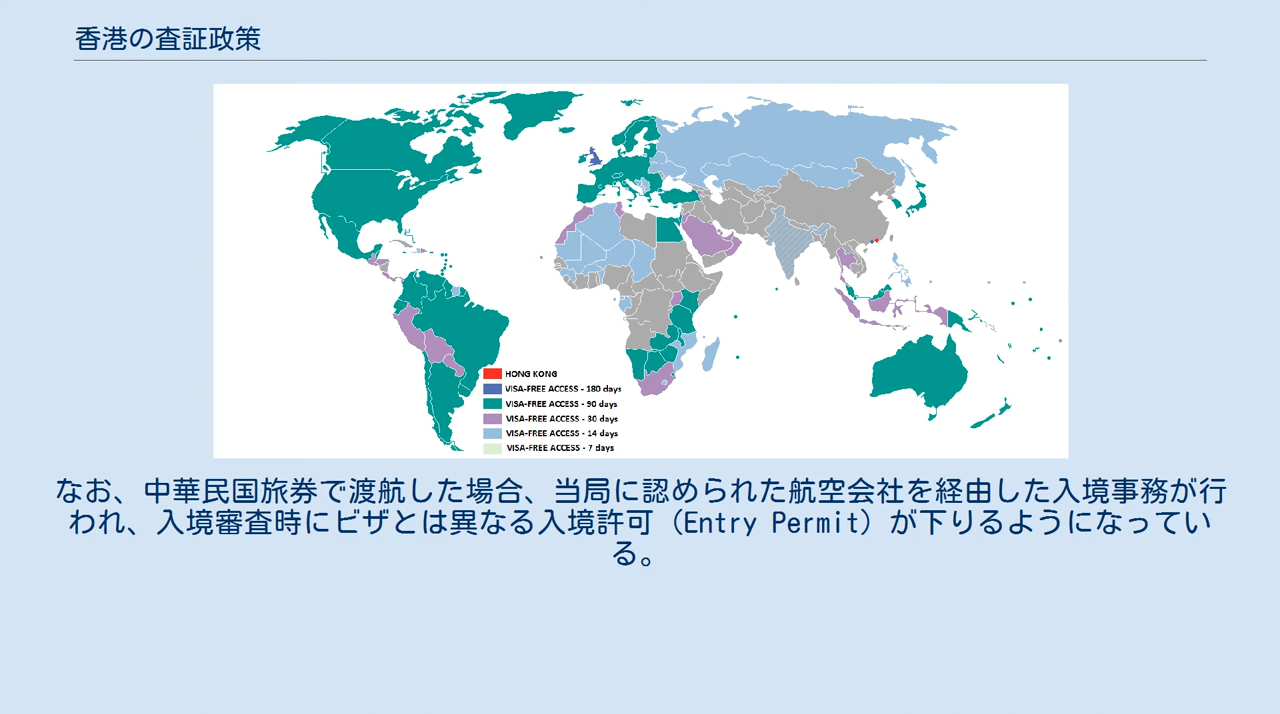 香港の査証政策
HONG KONG
VISA-FREE ACCESS - 180 days
VISA-FREE ACCESS - 90 days
VISA-FREE ACCESS - 30 days
VISA-FREE ACCESS - 14 days
VISA-FREE ACCESS - 7 days
なお、中華民国旅券で渡航した場合、当局に認められた航空会社を経由した入境事務が行
われ、入境審査時にビザとは異なる入境許可（Entry Permit）が下りるようになってい
る。